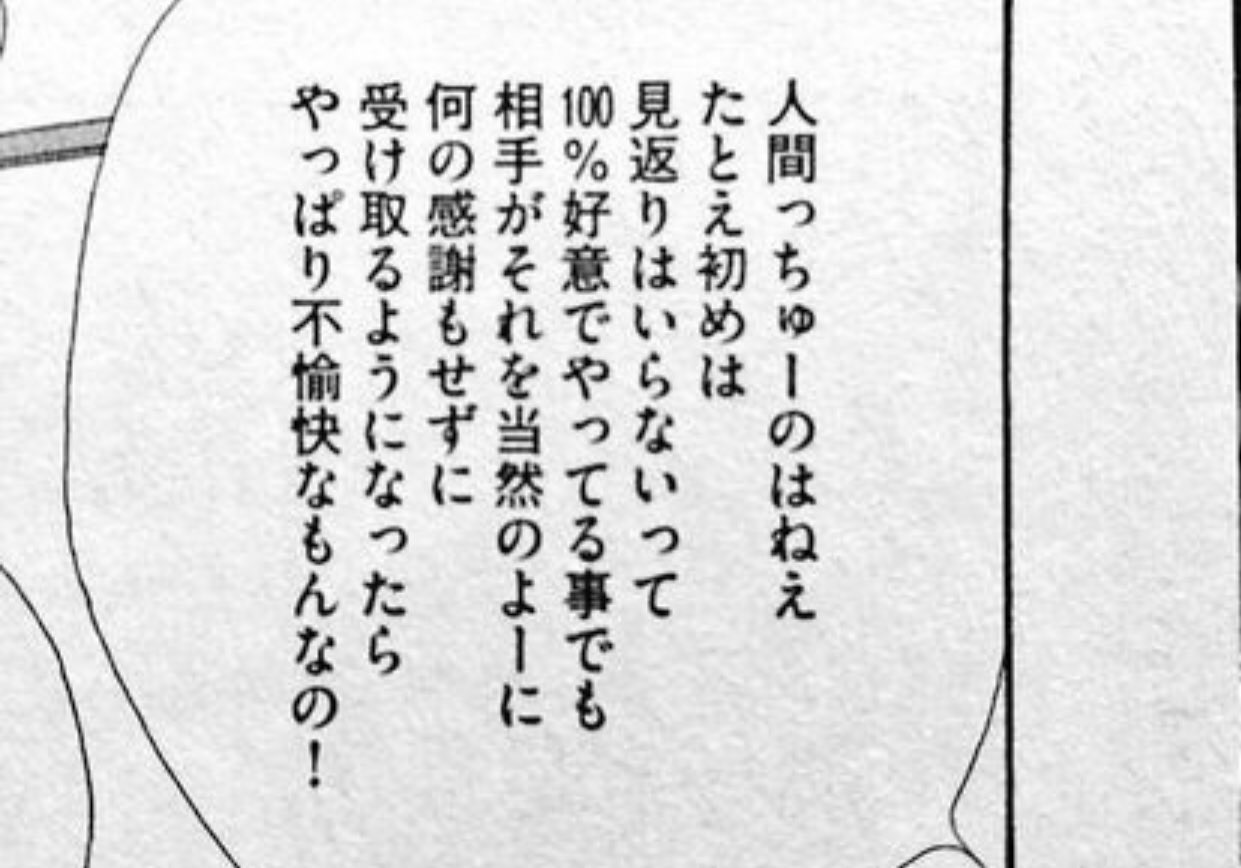 人間っちゅーのはねえ
たとえ初めは
見返りはいらないって
100%好意でやってる事でも
相手がそれを当然のよーに
何の感謝もせずに
受け取るようになったら
やっぱり不愉快なもんなの!